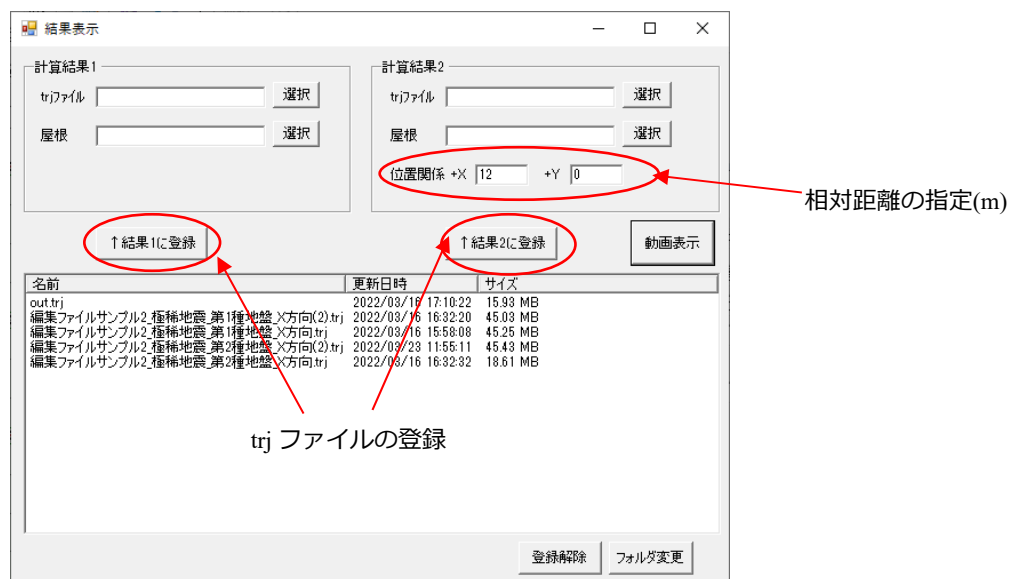 結果表示
計算結果1
trjファイル
選択
屋根
選択
計算結果2
trjファイル
選択
屋根
選択
位置関係 +X 12 +Y 0
相対距離の指定(m)
↑結果1に登録
↑結果2に登録
動画表示
名前 更新日時 サイズ
out.trj 2022/03/16 17:10:22 15.93 MB
編集ファイルサンプル2_極稀地震_第1種地盤_X方向(2).trj 2022/03/16 16:32:20 45.03 MB
編集ファイルサンプル2_極稀地震_第1種地盤_X方向.trj 2022/03/16 15:58:08 45.25 MB
編集ファイルサンプル2_極稀地震_第2種地盤_X方向(2).trj 2022/03/23 11:55:11 45.43 MB
編集ファイルサンプル2_極稀地震_第2種地盤_X方向.trj 2022/03/16 16:32:32 18.61 MB
trj ファイルの登録
登録解除
フォルダ変更